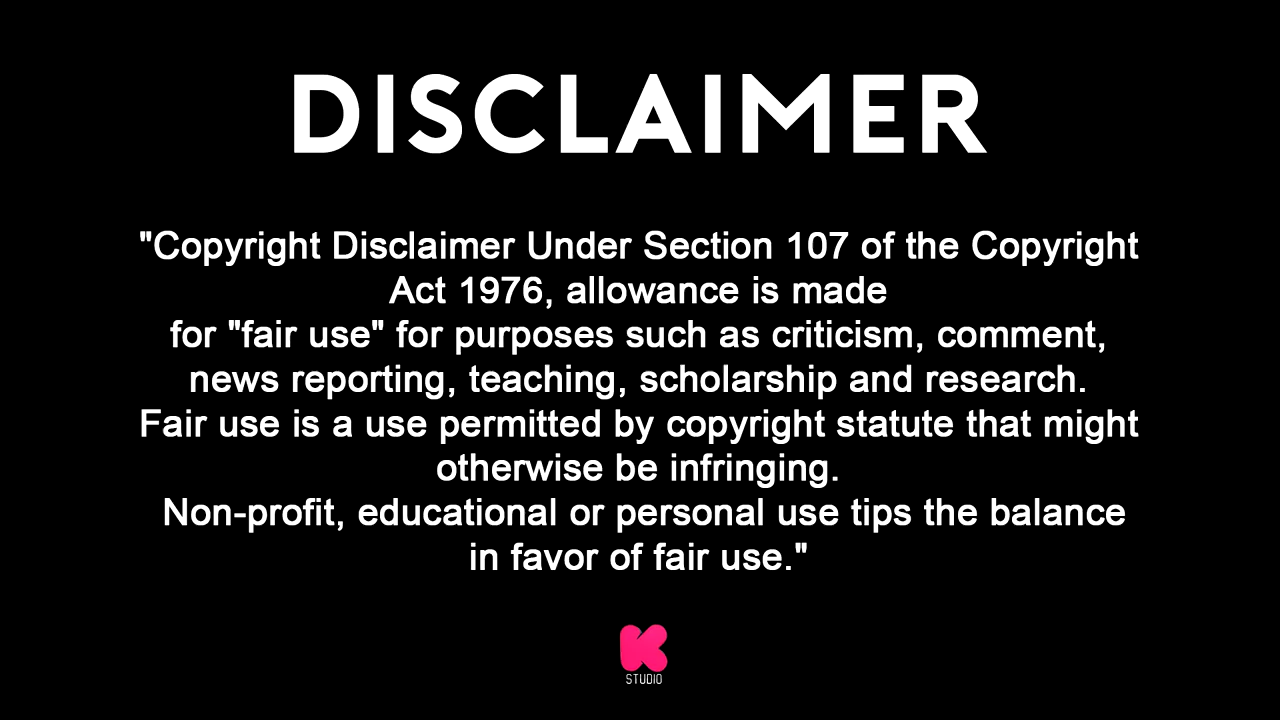 DISCLAIMER
"Copyright Disclaimer Under Section 107 of the Copyright
Act 1976, allowance is made
for "fair use" for purposes such as criticism, comment,
news reporting, teaching, scholarship and research.
Fair use is a use permitted by copyright statute that might
otherwise be infringing.
Non-profit, educational or personal use tips the balance
in favor of fair use."
K
STUDIO